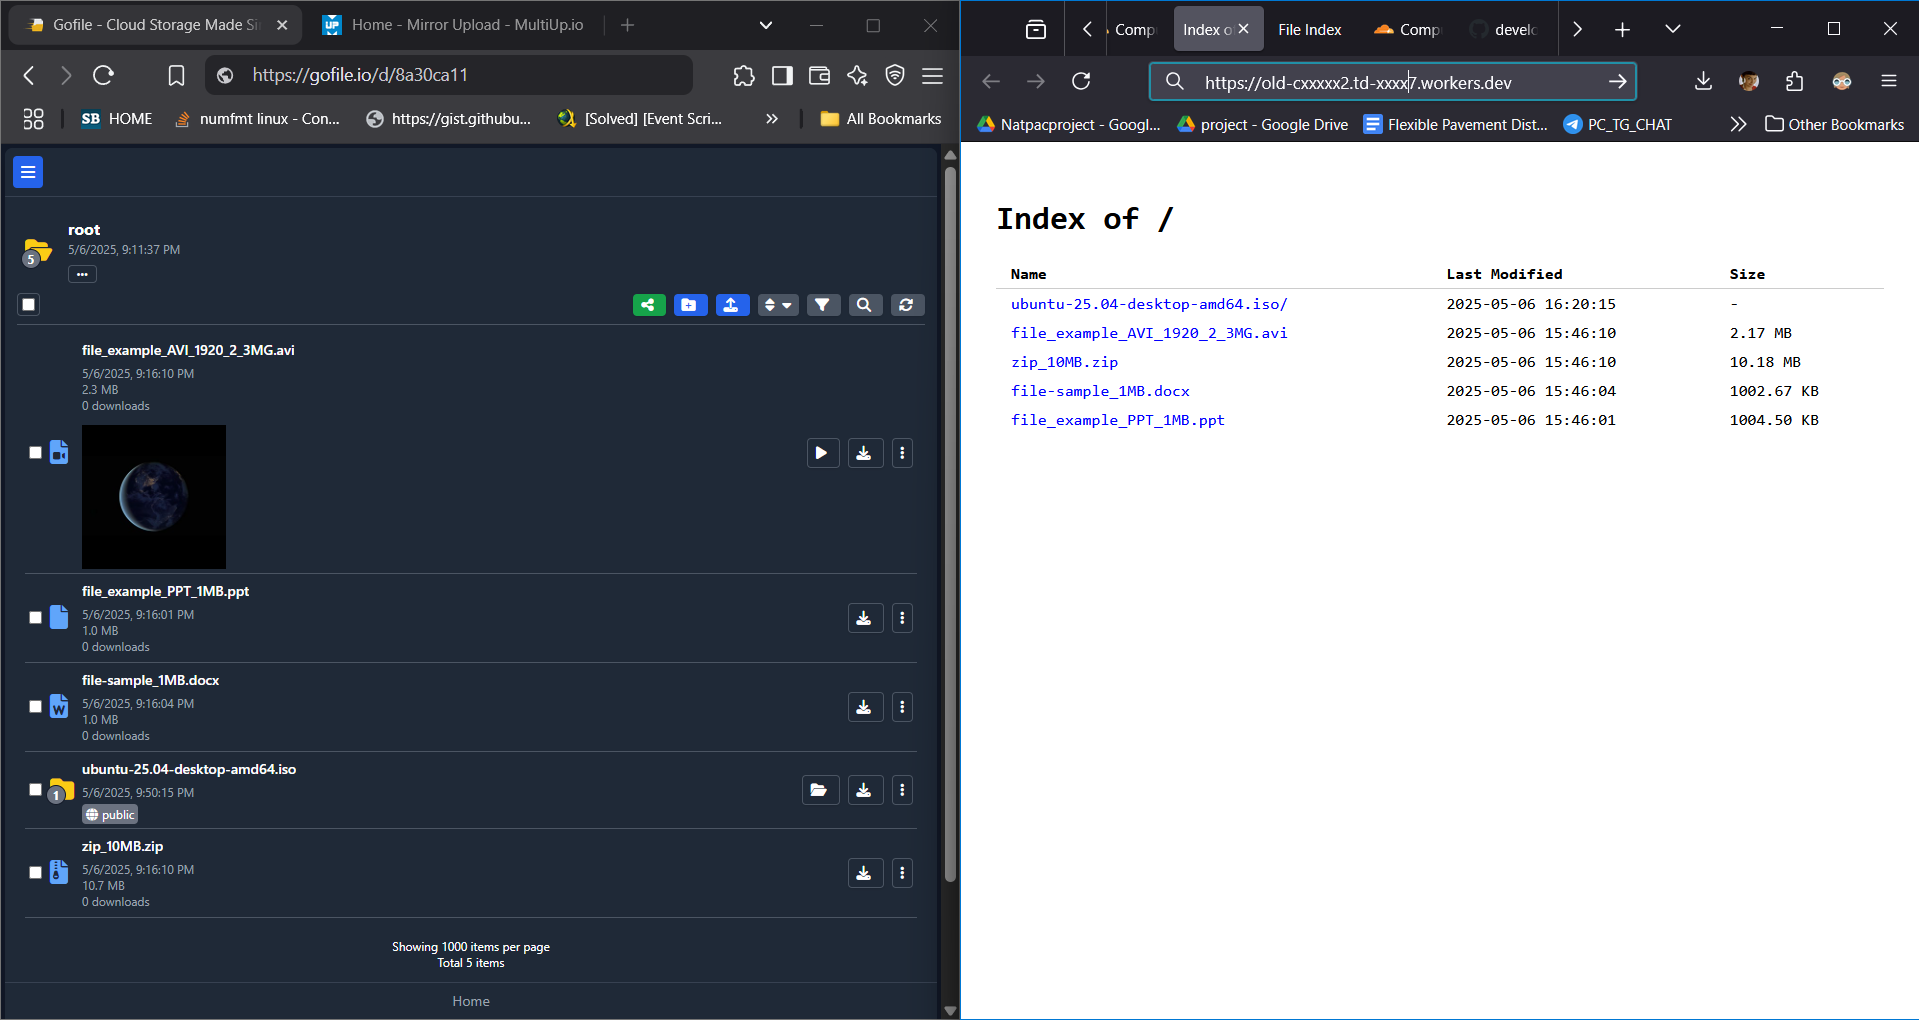 Gofile - Cloud Storage Made Si
Home - Mirror Upload - MultiUp.io
https://gofile.io/d/8a30ca11
SB HOME
numfmt linux - Con...
https://gist.githubu...
[Solved] [Event Scri...
All Bookmarks
root
5/6/2025, 9:11:37 PM
5
file_example_AVI_1920_2_3MG.avi
5/6/2025, 9:16:10 PM
2.3 MB
0 downloads
file_example_PPT_1MB.ppt
5/6/2025, 9:16:01 PM
1.0 MB
0 downloads
file-sample_1MB.docx
5/6/2025, 9:16:04 PM
W
1.0 MB
0 downloads
ubuntu-25.04-desktop-amd64.iso
5/6/2025, 9:50:15 PM
1
public
zip_10MB.zip
5/6/2025, 9:16:10 PM
10.7 MB
0 downloads
Showing 1000 items per page
Total 5 items
Home
Comp
Index o
File Index
Comp
develo
https://old-cxxxxx2.td-xxxx7.workers.dev
Natpacproject - Googl...
project - Google Drive
Flexible Pavement Dist...
PC_TG_CHAT
Other Bookmarks
Index of /
Name Last Modified Size
ubuntu-25.04-desktop-amd64.iso/ 2025-05-06 16:20:15 -
file_example_AVI_1920_2_3MG.avi 2025-05-06 15:46:10 2.17 MB
zip_10MB.zip 2025-05-06 15:46:10 10.18 MB
file-sample_1MB.docx 2025-05-06 15:46:04 1002.67 KB
file_example_PPT_1MB.ppt 2025-05-06 15:46:01 1004.50 KB